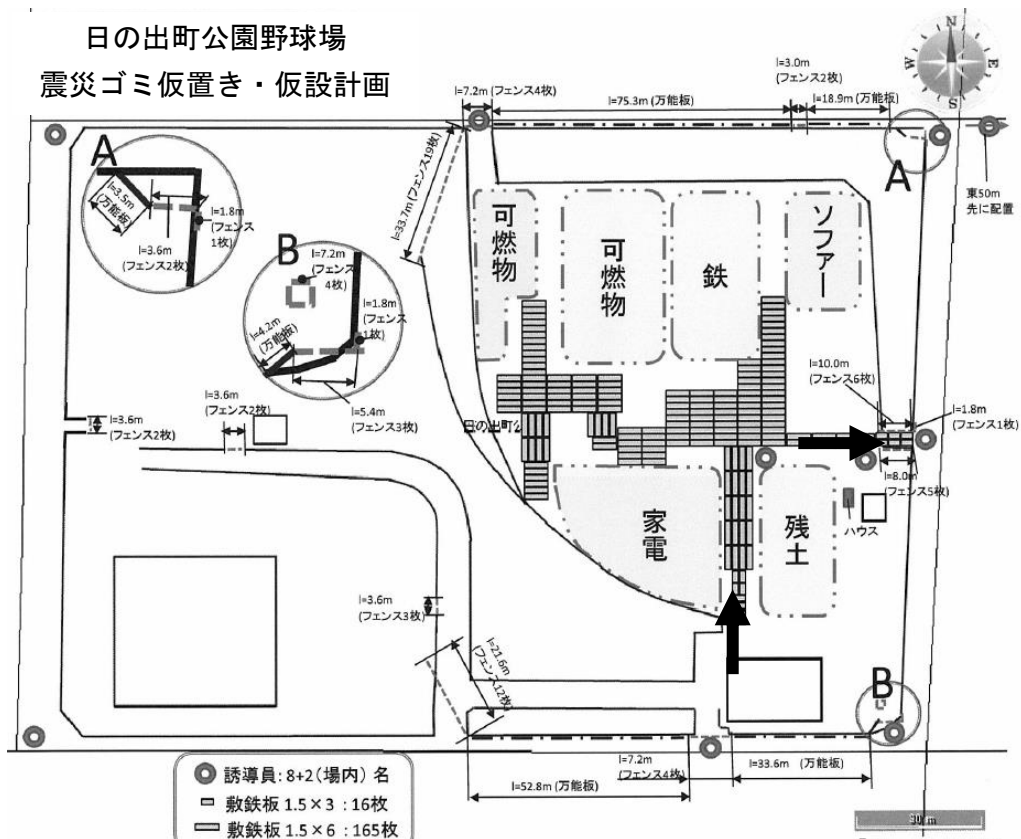 日の出町公園野球場
震災ゴミ仮置き・仮設計画
N
E
S
W
l=7.2m (フェンス4枚)
l=75.3m (万能板)
l=3.0m
(フェンス2枚)
l=18.9m (万能板)
A
東50m
先に配置
l=33.7m (フェンス19枚)
A
l=3.5m
(万能板)
l=1.8m
(フェンス
1枚)
l=3.6m
(フェンス2枚)
B
l=7.2m
(フェンス
4枚)
l=1.8m
(フェンス
1枚)
l=4.2m
(万能板)
l=5.4m
(フェンス3枚)
可燃物
可燃物
鉄
ソファー
l=10.0m
(フェンス6枚)
l=1.8m
(フェンス1枚)
l=8.0m
(フェンス5枚)
l=3.6m
(フェンス2枚)
l=3.6m
(フェンス2枚)
日の出町公
家電
残土
ハウス
l=3.6m
(フェンス3枚)
l=21.6m
(フェンス12枚)
B
l=7.2m
(フェンス4枚)
l=33.6m (万能板)
l=52.8m (万能板)
誘導員:8+2(場内) 名
敷鉄板 1.5×3 : 16枚
敷鉄板 1.5×6 : 165枚